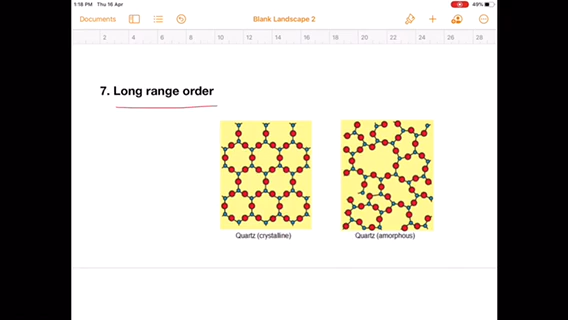 1:18 PM Thu 16 Apr
49%
Documents
Blank Landscape 2
2 4 6 8 10 12 14 16 18 20 22 24 26 28
7. Long range order
Quartz (crystalline)
Quartz (amorphous)